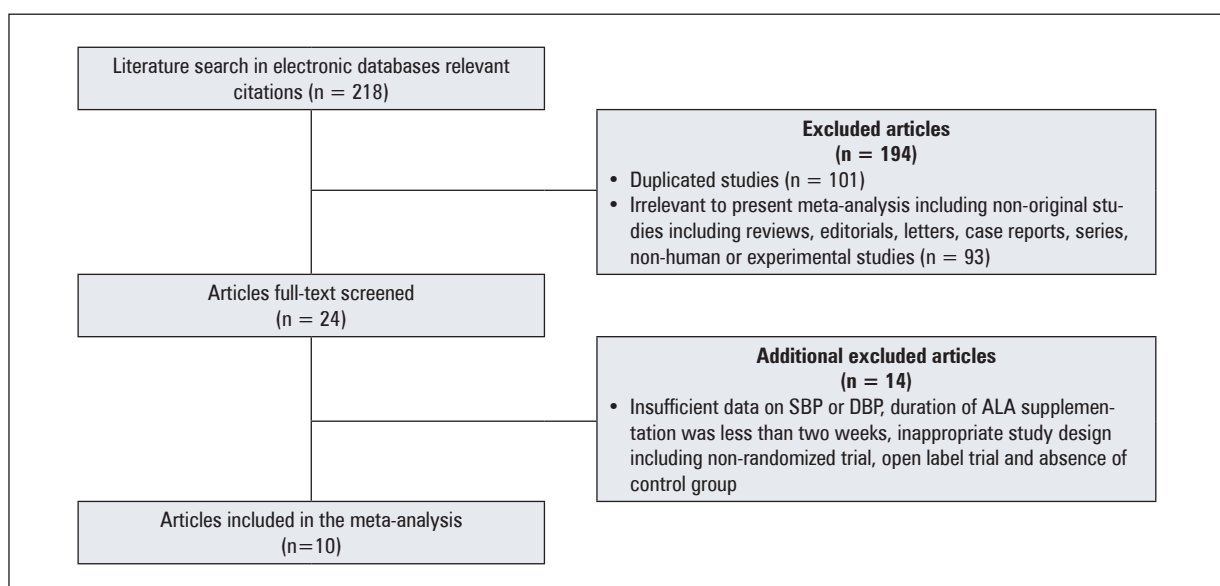 Literature search in electronic databases relevant
citations (n = 218)
Excluded articles
(n = 194)
• Duplicated studies (n = 101)
• Irrelevant to present meta-analysis including non-original stu-
dies including reviews, editorials, letters, case reports, series,
non-human or experimental studies (n = 93)
Articles full-text screened
(n = 24)
Additional excluded articles
(n = 14)
• Insufficient data on SBP or DBP, duration of ALA supplemen-
tation was less than two weeks, inappropriate study design
including non-randomized trial, open label trial and absence of
control group
Articles included in the meta-analysis
(n=10)